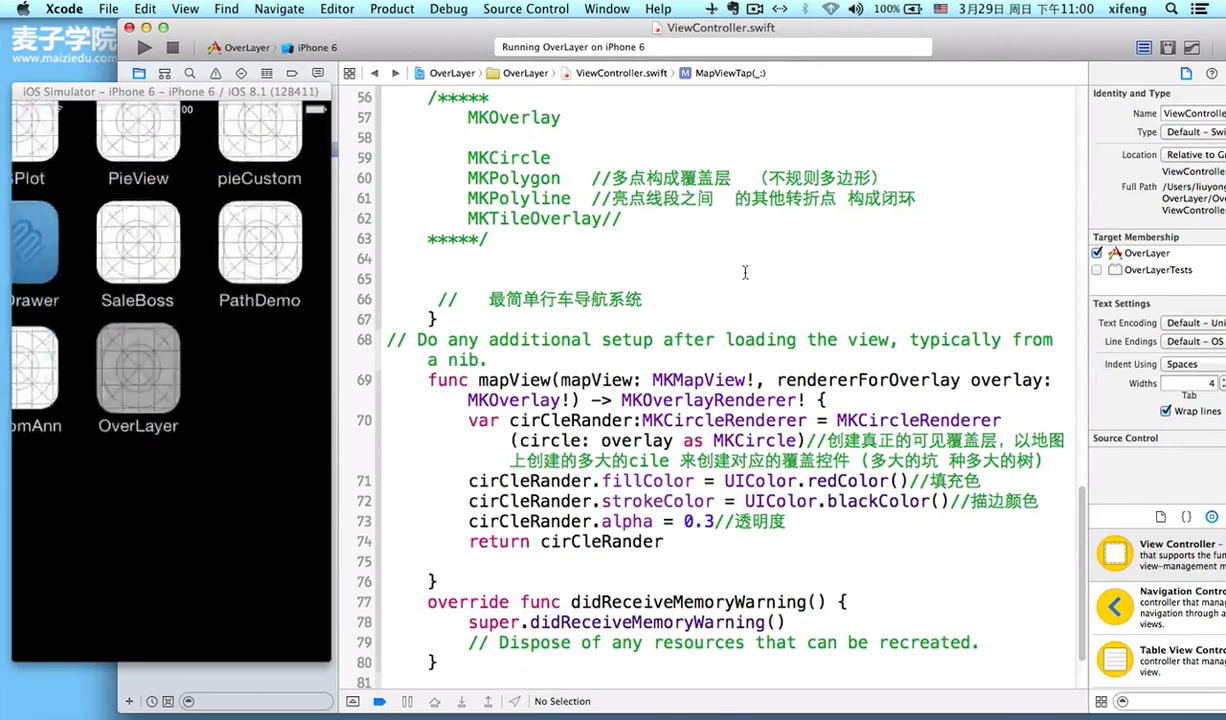 Xcode File Edit View Find Navigate Editor Product Debug Source Control Window Help 100% 3月29日 周日 下午11:00 xifeng
麦子学院
www.maiziedu.com
ViewController.swift
OverLayer iPhone 6
Running OverLayer on iPhone 6
OverLayer OverLayer ViewController.swift M MapViewTap(_:)
iOS Simulator – iPhone 6 – iPhone 6 / iOS 8.1 (12B411)
:00
Plot PieView pieCustom
Drawer SaleBoss PathDemo
omAnn OverLayer
56 /*****
57 MKOverlay
58
59 MKCircle
60 MKPolygon //多点构成覆盖层 (不规则多边形)
61 MKPolyline //亮点线段之间 的其他转折点 构成闭环
62 MKTileOverlay//
63 *****/
64
65
66 // 最简单行车导航系统
67 }
68 // Do any additional setup after loading the view, typically from
a nib.
69 func mapView(mapView: MKMapView!, rendererForOverlay overlay:
MKOverlay!) -> MKOverlayRenderer! {
70 var cirCleRander:MKCircleRenderer = MKCircleRenderer
(circle: overlay as MKCircle)//创建真正的可见覆盖层, 以地图
上创建的多大的cile 来创建对应的覆盖控件 (多大的坑 种多大的树)
71 cirCleRander.fillColor = UIColor.redColor()//填充色
72 cirCleRander.strokeColor = UIColor.blackColor()//描边颜色
73 cirCleRander.alpha = 0.3//透明度
74 return cirCleRander
75
76 }
77 override func didReceiveMemoryWarning() {
78 super.didReceiveMemoryWarning()
79 // Dispose of any resources that can be recreated.
80 }
81
No Selection
Identity and Type
Name ViewController
Type Default – Swi
Location Relative to Gr
ViewController
Full Path /Users/liuyong
OverLayer/Ove
ViewController
Target Membership
OverLayer
OverLayerTests
Text Settings
Text Encoding Default – Uni
Line Endings Default – OS
Indent Using Spaces
Widths 4
Tab
Wrap lines
Source Control
{ }
View Controller –
that supports the fun
view-management m
Navigation Contr
controller that mana
navigation through a
views.
Table View Contr
controller that manag